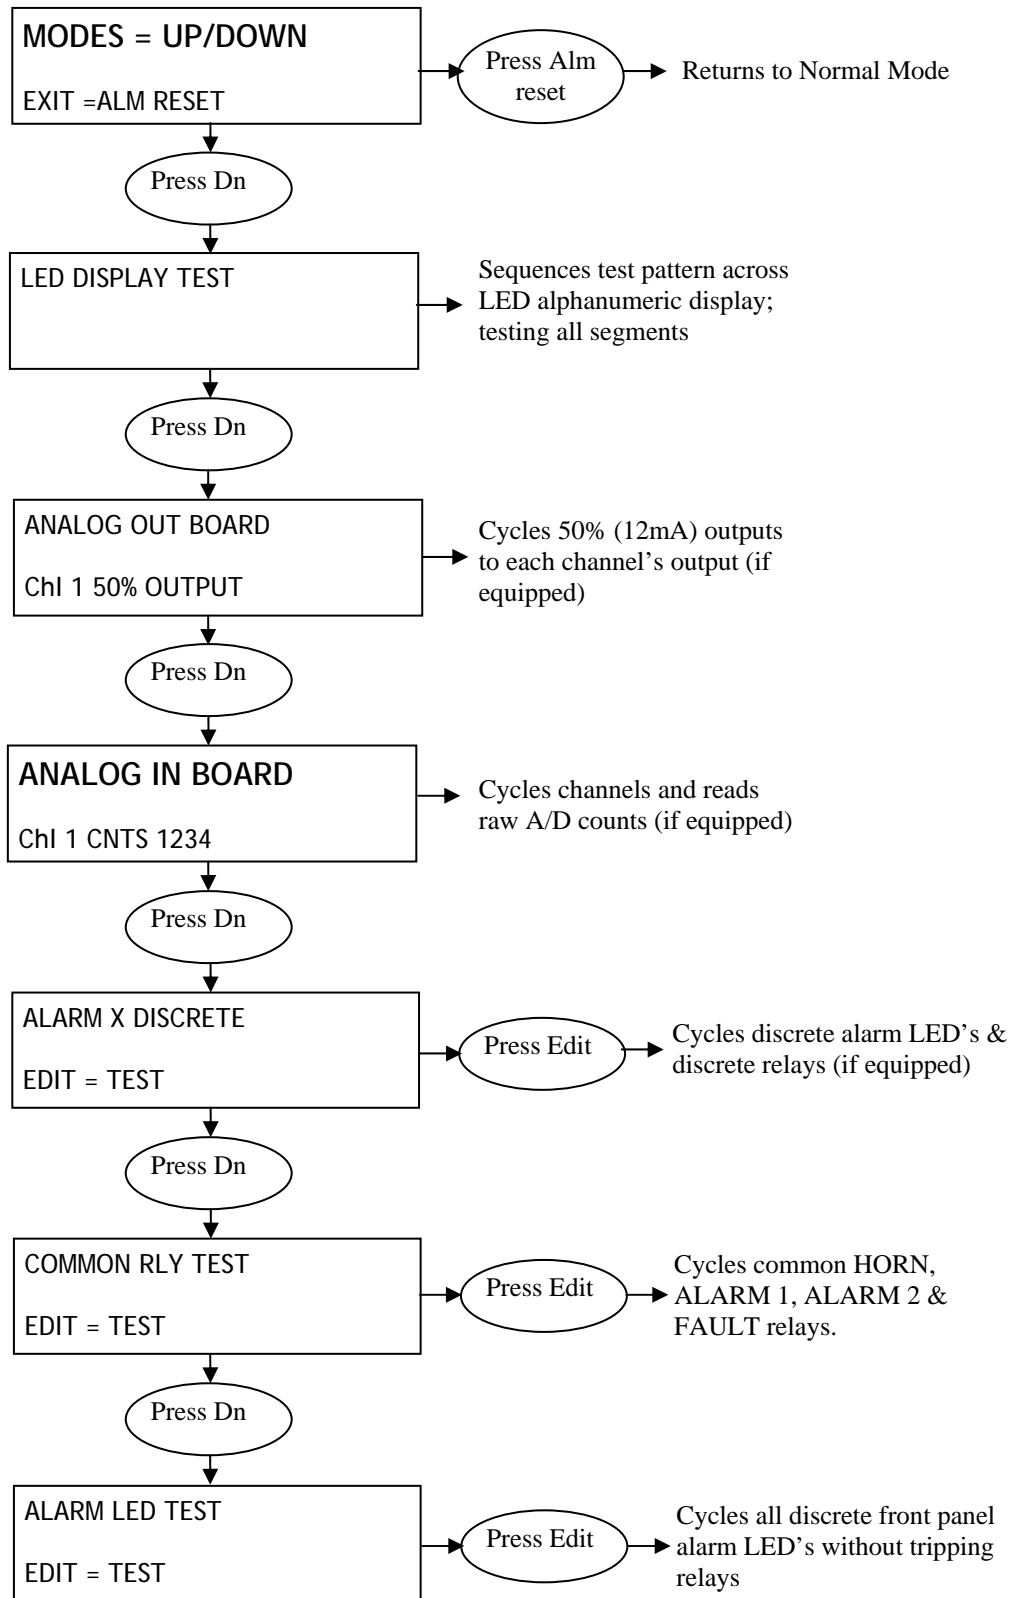 MODES = UP/DOWN
EXIT =ALM RESET
Press Alm
reset
Returns to Normal Mode
Press Dn
LED DISPLAY TEST
Sequences test pattern across
LED alphanumeric display;
testing all segments
Press Dn
ANALOG OUT BOARD
Chl 1 50% OUTPUT
Cycles 50% (12mA) outputs
to each channel’s output (if
equipped)
Press Dn
ANALOG IN BOARD
Chl 1 CNTS 1234
Cycles channels and reads
raw A/D counts (if equipped)
Press Dn
ALARM X DISCRETE
EDIT = TEST
Press Edit
Cycles discrete alarm LED’s &
discrete relays (if equipped)
Press Dn
COMMON RLY TEST
EDIT = TEST
Press Edit
Cycles common HORN,
ALARM 1, ALARM 2 &
FAULT relays.
Press Dn
ALARM LED TEST
EDIT = TEST
Press Edit
Cycles all discrete front panel
alarm LED’s without tripping
relays